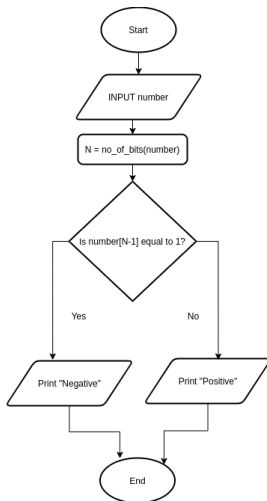 Start
INPUT number
N = no_of_bits(number)
Is number[N-1] equal to 1?
Yes
No
Print "Negative"
Print "Positive"
End